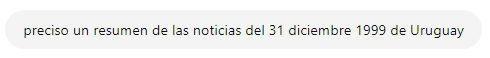 preciso un resumen de las noticias del 31 diciembre 1999 de Uruguay